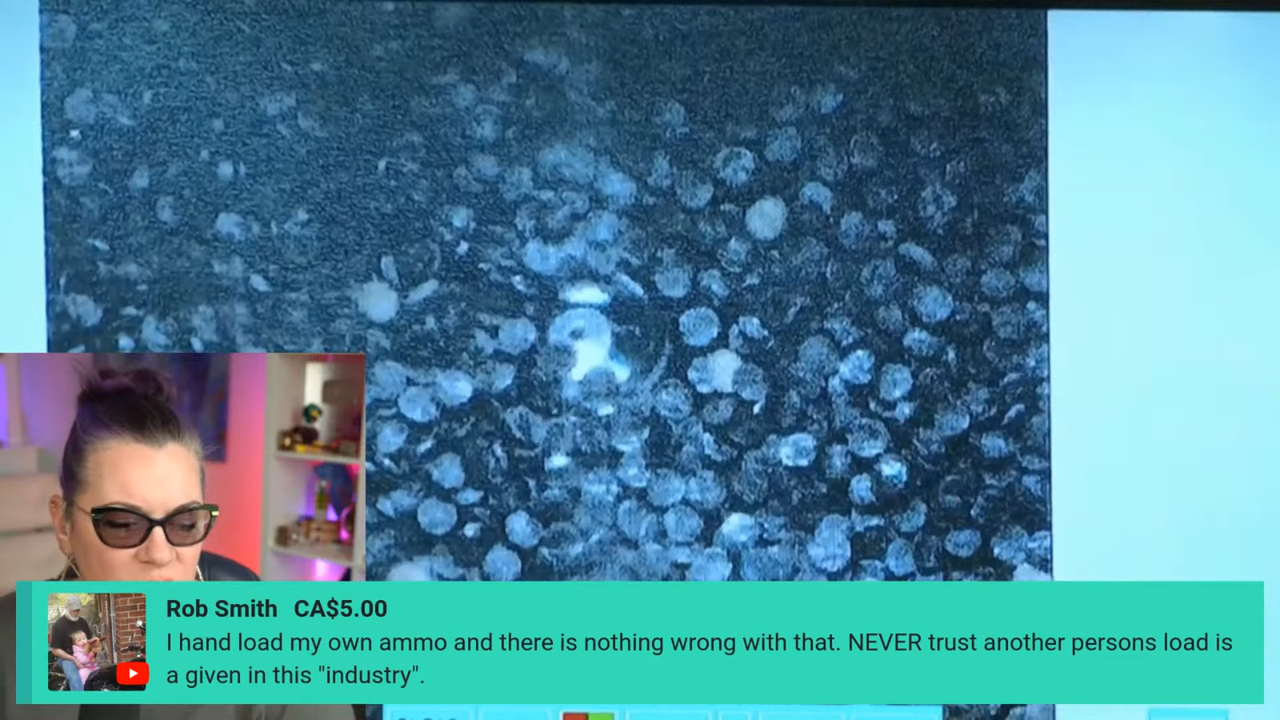 Rob Smith CA$5.00
I hand load my own ammo and there is nothing wrong with that. NEVER trust another persons load is
a given in this "industry".